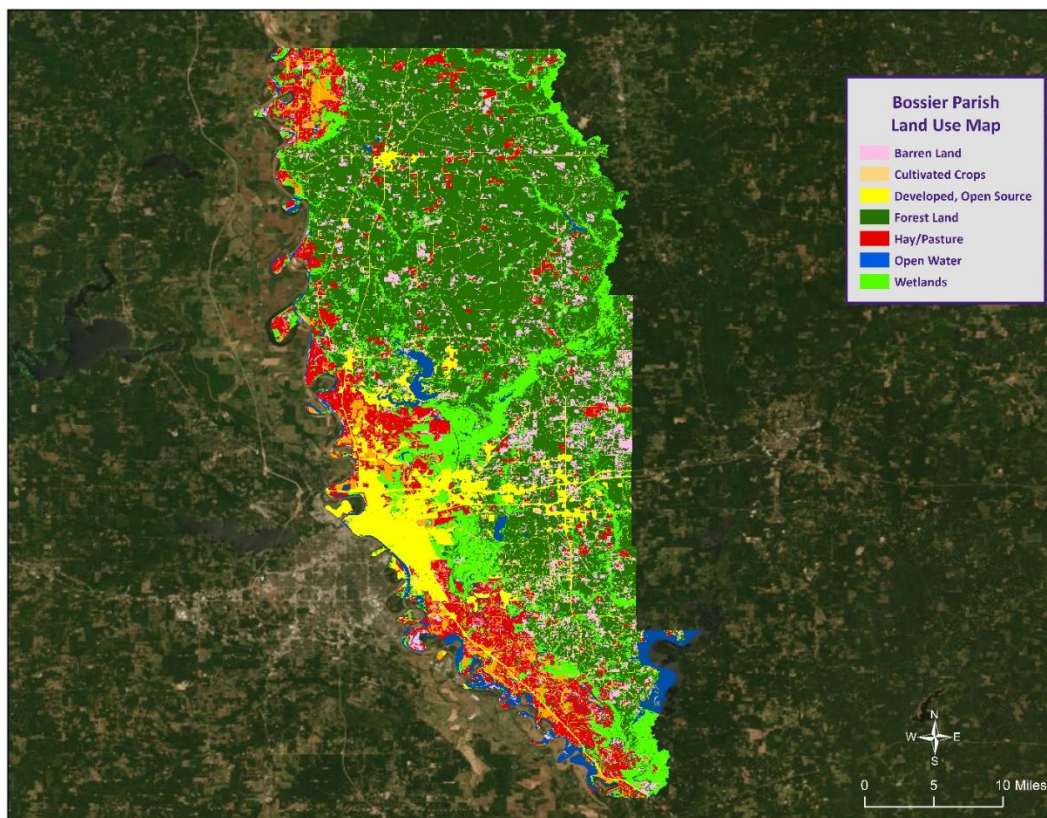 Bossier Parish
Land Use Map
Barren Land
Cultivated Crops
Developed, Open Source
Forest Land
Hay/Pasture
Open Water
Wetlands
N
W E
S
0 5 10 Miles